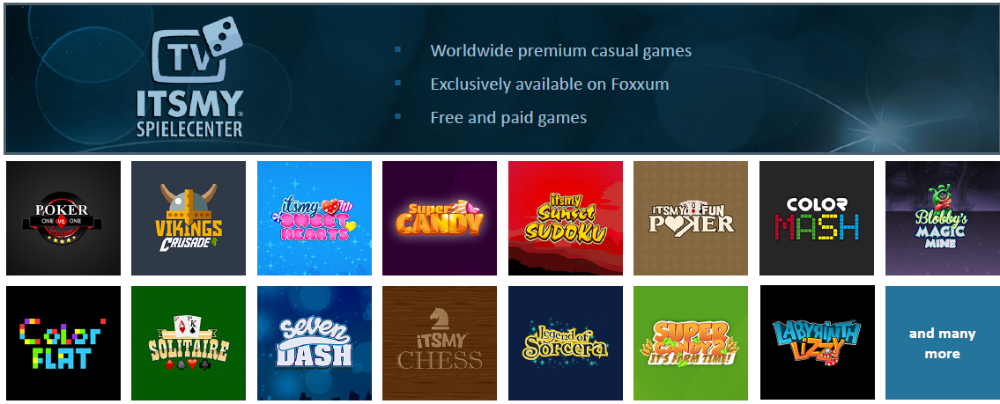 TV
ITSMY®
SPIELECENTER
Worldwide premium casual games
Exclusively available on Foxxum
Free and paid games
POKER
ONE VS. ONE
VIKINGS
CRUSADE
itsmy
SWEET
HEARTS
Super
CANDY
itsmy
Sunset
SUDOKU
ITSMY FUN
POKER
COLOR
MASH
Blobby's
MAGIC
MINE
Color
FLAT
A K
SOLITAIRE
Seven
DASH
iTSMY
CHESS
Legend of
Sorcera
SUPER
CANDY 2
IT'S FARM TIME!
LABYRINTH
LIZZY
and many
more